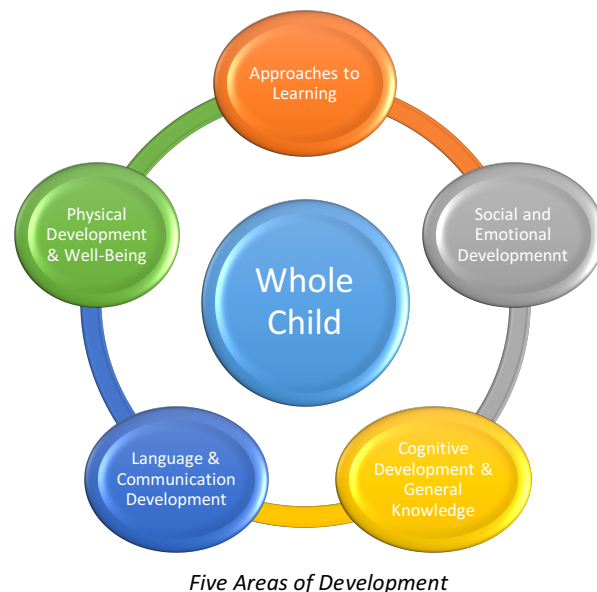 Approaches to
Learning
Physical
Development
& Well-Being
Social and
Emotional
Developmennt
Whole
Child
Language &
Communication
Development
Cognitive
Development &
General
Knowledge
Five Areas of Development